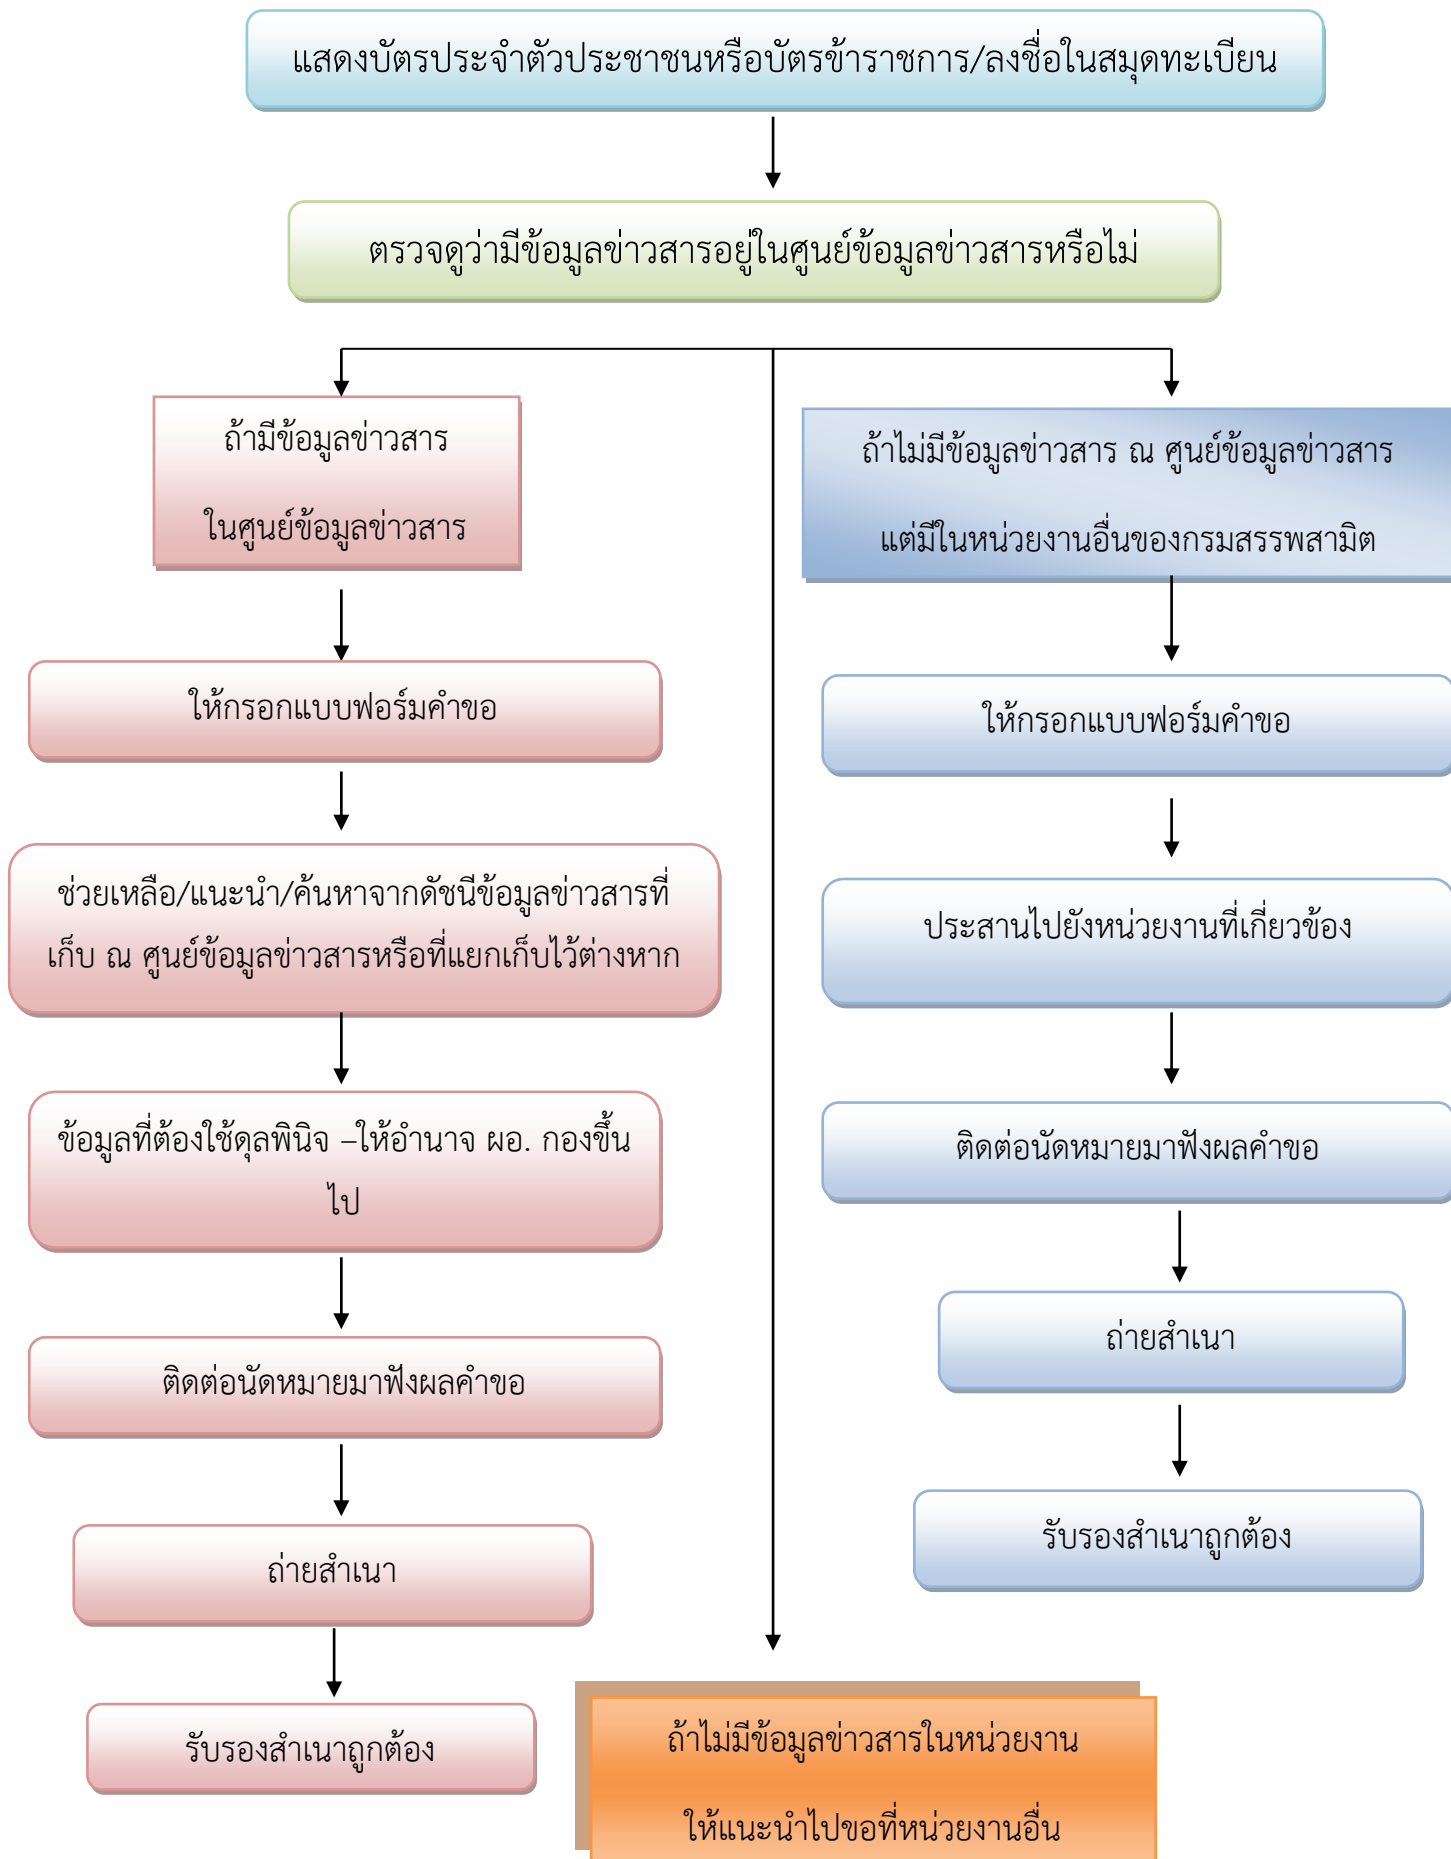 แสดงบัตรประจำตัวประชาชนหรือบัตรข้าราชการ/ลงชื่อในสมุดทะเบียน
ตรวจดูว่ามีข้อมูลข่าวสารอยู่ในศูนย์ข้อมูลข่าวสารหรือไม่
ถ้ามีข้อมูลข่าวสาร
ในศูนย์ข้อมูลข่าวสาร
ให้กรอกแบบฟอร์มคำขอ
ช่วยเหลือ/แนะนำ/ค้นหาจากดัชนีข้อมูลข่าวสารที่
เก็บ ณ ศูนย์ข้อมูลข่าวสารหรือที่แยกเก็บไว้ต่างหาก
ข้อมูลที่ต้องใช้ดุลพินิจ –ให้อำนาจ ผอ. กองขึ้น
ไป
ติดต่อนัดหมายมาฟังผลคำขอ
ถ่ายสำเนา
รับรองสำเนาถูกต้อง
ถ้าไม่มีข้อมูลข่าวสาร ณ ศูนย์ข้อมูลข่าวสาร
แต่มีในหน่วยงานอื่นของกรมสรรพสามิต
ให้กรอกแบบฟอร์มคำขอ
ประสานไปยังหน่วยงานที่เกี่ยวข้อง
ติดต่อนัดหมายมาฟังผลคำขอ
ถ่ายสำเนา
รับรองสำเนาถูกต้อง
ถ้าไม่มีข้อมูลข่าวสารในหน่วยงาน
ให้แนะนำไปขอที่หน่วยงานอื่น